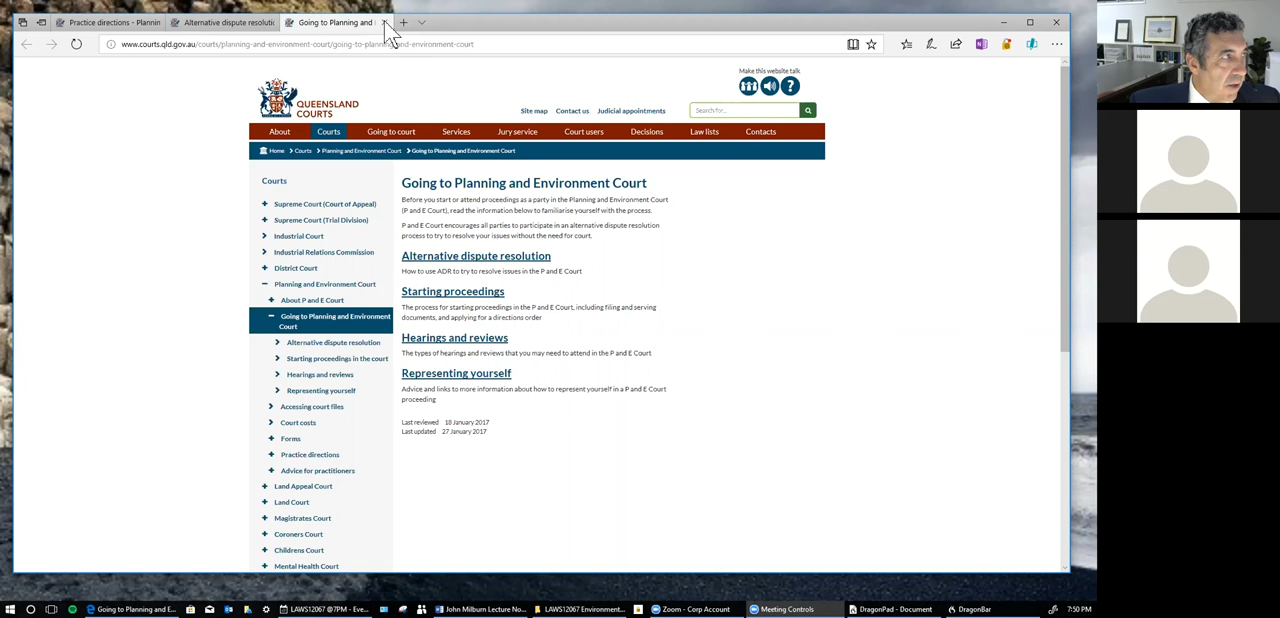 Practice directions - Plannin
Alternative dispute resoluti
Going to Planning and
www.courts.qld.gov.au/courts/planning-and-environment-court/going-to-planning-and-environment-court
Make this website talk
QUEENSLAND
COURTS
Site map Contact us Judicial appointments
Search for...
About Courts Going to court Services Jury service Court users Decisions Law lists Contacts
Home Courts Planning and Environment Court Going to Planning and Environment Court
Courts
Supreme Court (Court of Appeal)
Supreme Court (Trial Division)
Industrial Court
Industrial Relations Commission
District Court
Planning and Environment Court
About P and E Court
Going to Planning and Environment
Court
Alternative dispute resolution
Starting proceedings in the court
Hearings and reviews
Representing yourself
Accessing court files
Court costs
Forms
Practice directions
Advice for practitioners
Land Appeal Court
Land Court
Magistrates Court
Coroners Court
Childrens Court
Mental Health Court
Going to Planning and Environment Court
Before you start or attend proceedings as a party in the Planning and Environment Court
(P and E Court), read the information below to familiarise yourself with the process.
P and E Court encourages all parties to participate in an alternative dispute resolution
process to try to resolve your issues without the need for court.
Alternative dispute resolution
How to use ADR to try to resolve issues in the P and E Court
Starting proceedings
The process for starting proceedings in the P and E Court, including filing and serving
documents, and applying for a directions order
Hearings and reviews
The types of hearings and reviews that you may need to attend in the P and E Court
Representing yourself
Advice and links to more information about how to represent yourself in a P and E Court
proceeding
Last reviewed 18 January 2017
Last updated 27 January 2017
Going to Planning and E...
LAWS12067 @7PM - Eve...
John Milburn Lecture No...
LAWS12067 Environment...
Zoom - Corp Account
Meeting Controls
DragonPad - Document
DragonBar
7:50 PM